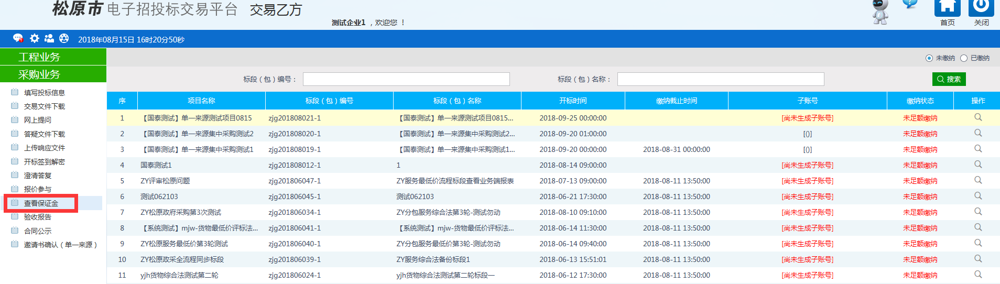 松原市 电子招投标交易平台 交易乙方
测试企业1 ，欢迎您 ！
首页 关闭
2018年08月15日 16时20分50秒
工程业务
采购业务
填写投标信息
交易文件下载
网上提问
答疑文件下载
上传响应文件
开标签到解密
澄清答复
报价参与
查看保证金
验收报告
合同公示
邀请书确认（单一来源）
未缴纳 已缴纳
标段（包）编号： 标段（包）名称： 搜索
序 项目名称 标段（包）编号 标段（包）名称 开标时间 缴纳截止时间 子账号 缴纳状态 操作
1 【国泰测试】单一来源测试项目0815 zjg201808021-1 【国泰测试】单一来源测试项目0815... 2018-09-25 00:00:00 [尚未生成子账号] 未足额缴纳
2 【国泰测试】单一来源集中采购测试2 zjg201808020-1 【国泰测试】单一来源集中采购测试2... 2018-09-20 01:00:00 [()] 未足额缴纳
3 【国泰测试】单一来源集中采购测试1 zjg201808019-1 【国泰测试】单一来源集中采购测试1... 2018-09-20 00:00:00 2018-08-31 00:00:00 [()] 未足额缴纳
4 国泰测试1 zjg201808012-1 1 2018-08-14 09:00:00 [尚未生成子账号] 未足额缴纳
5 ZY评审松原问题 zjg201806047-1 ZY服务最低价流程标段查看业务端报表 2018-07-13 09:00:00 2018-08-11 13:50:00 [尚未生成子账号] 未足额缴纳
6 测试062103 zjg201806045-1 测试062103 2018-06-21 17:30:00 2018-08-11 13:50:00 [尚未生成子账号] 未足额缴纳
7 ZY松原政府采购第3次测试 zjg201806034-1 ZY分包服务综合法第3轮-测试勿动 2018-08-10 09:10:00 2018-08-11 13:50:00 [尚未生成子账号] 未足额缴纳
8 【系统测试】mjw-货物最低价评标法... zjg201806041-1 【系统测试】mjw-货物最低价评标法... 2018-06-14 11:30:00 2018-08-11 13:50:00 [尚未生成子账号] 未足额缴纳
9 ZY松原服务最低价第3轮测试 zjg201806040-1 ZY分包服务最低价第3轮-测试勿动 2018-06-14 09:40:00 2018-08-11 13:50:00 [尚未生成子账号] 未足额缴纳
10 ZY松原政采全流程同步标段 zjg201806039-1 ZY服务综合法备份标段1 2018-06-13 15:51:01 2018-08-11 13:50:00 [尚未生成子账号] 未足额缴纳
11 yjh货物综合法测试第二轮 zjg201806024-1 yjh货物综合法测试第二轮标段一 2018-06-12 17:30:00 2018-08-11 13:50:00 [尚未生成子账号] 未足额缴纳